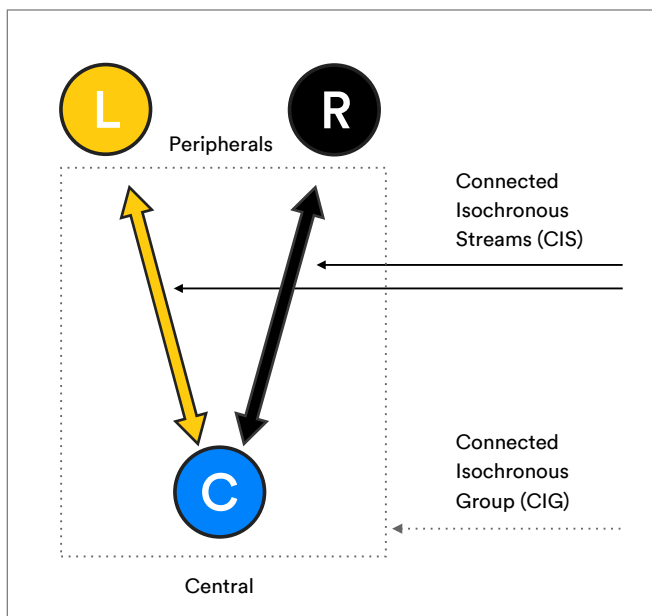 L
R
Peripherals
Connected
Isochronous
Streams (CIS)
C
Connected
Isochronous
Group (CIG)
Central